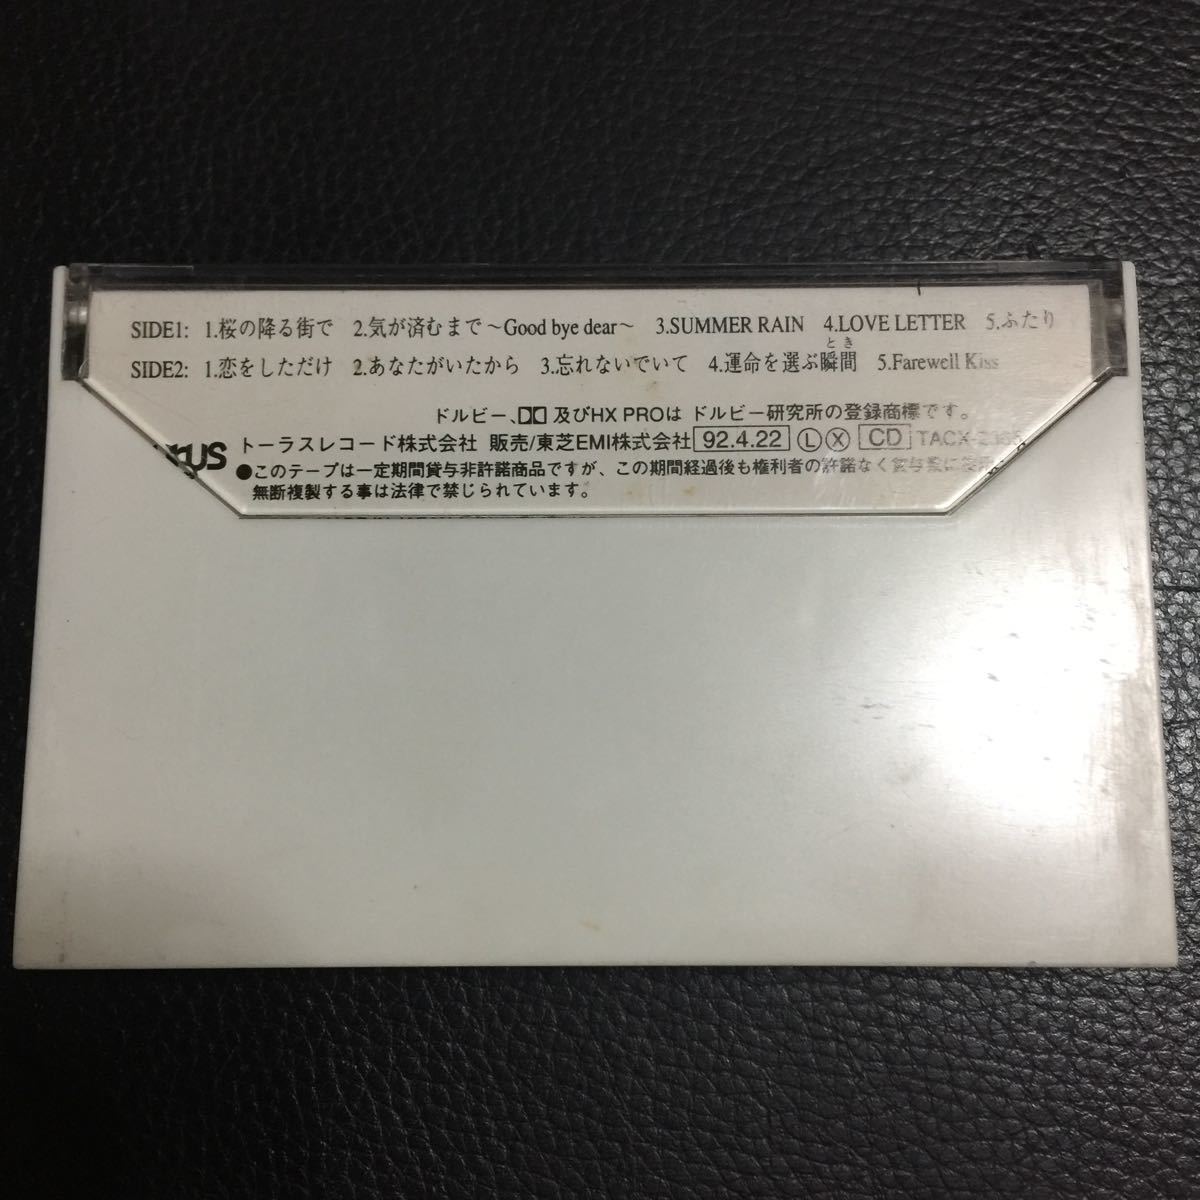 SIDE1: 1.桜の降る街で 2.気が済むまで～Good bye dear～ 3.SUMMER RAIN 4.LOVE LETTER 5.ふたり
とき
SIDE2: 1.恋をしただけ 2.あなたがいたから 3.忘れないでいて 4.運命を選ぶ瞬間 5.Farewell Kiss
ドルビー、DD 及びHX PROは ドルビー研究所の登録商標です。
トーラスレコード株式会社 販売/東芝EMI株式会社 92.4.22 L X CD
●このテープは一定期間貸与非許諾商品ですが、この期間経過後も権利者の許諾なく
無断複製する事は法律で禁じられています。